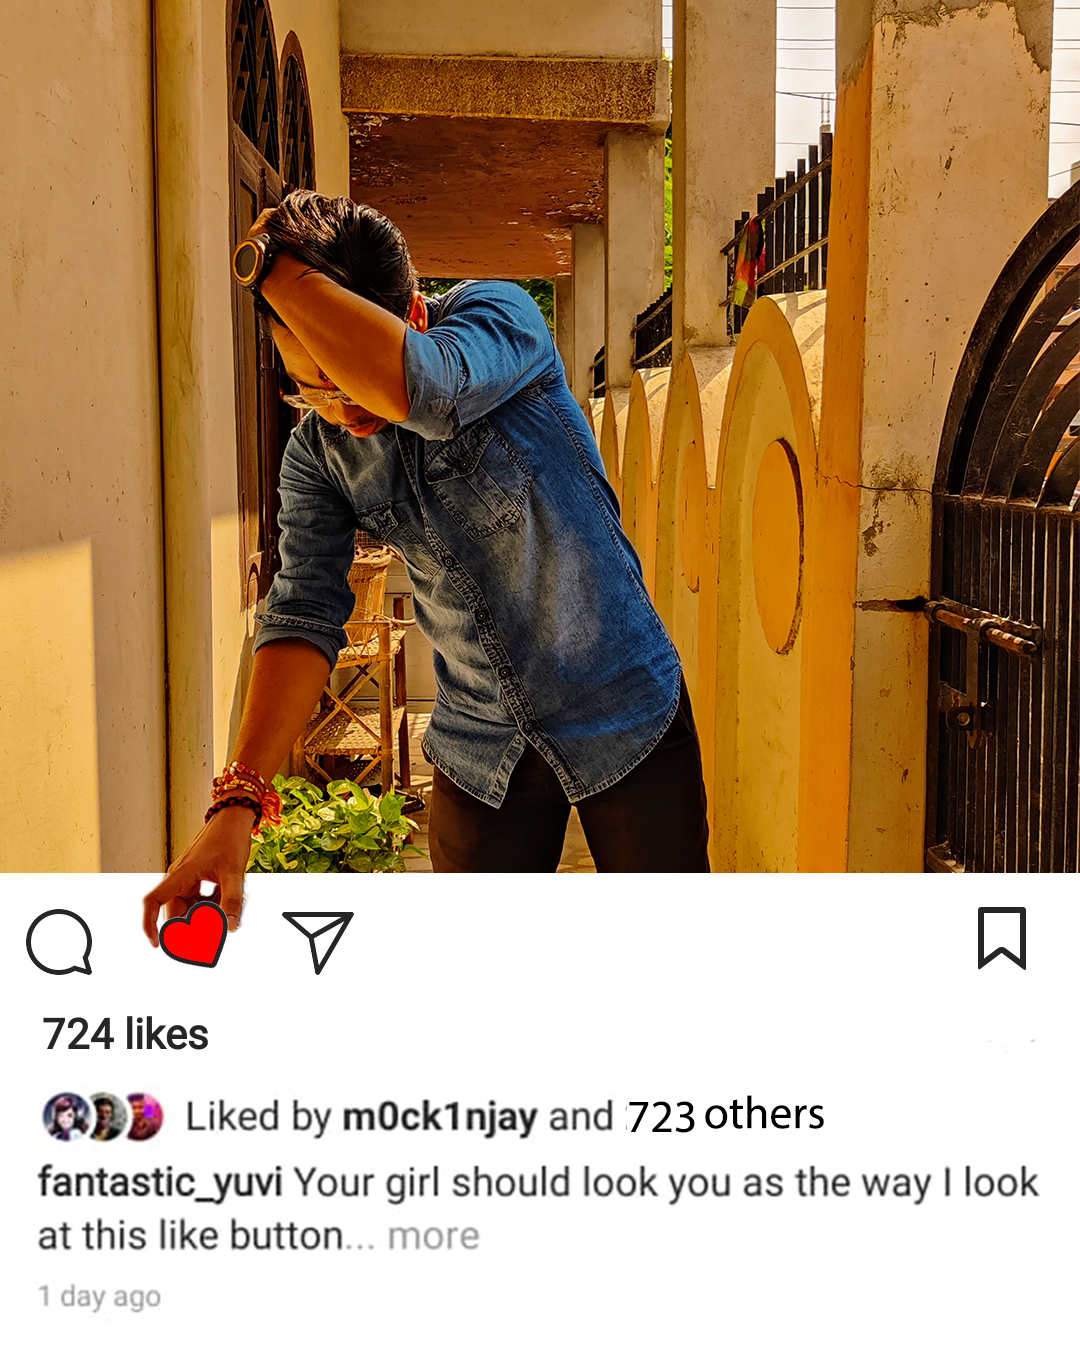 724 likes
Liked by m0ck1njay and 723 others
fantastic_yuvi Your girl should look you as the way I look
at this like button... more
1 day ago